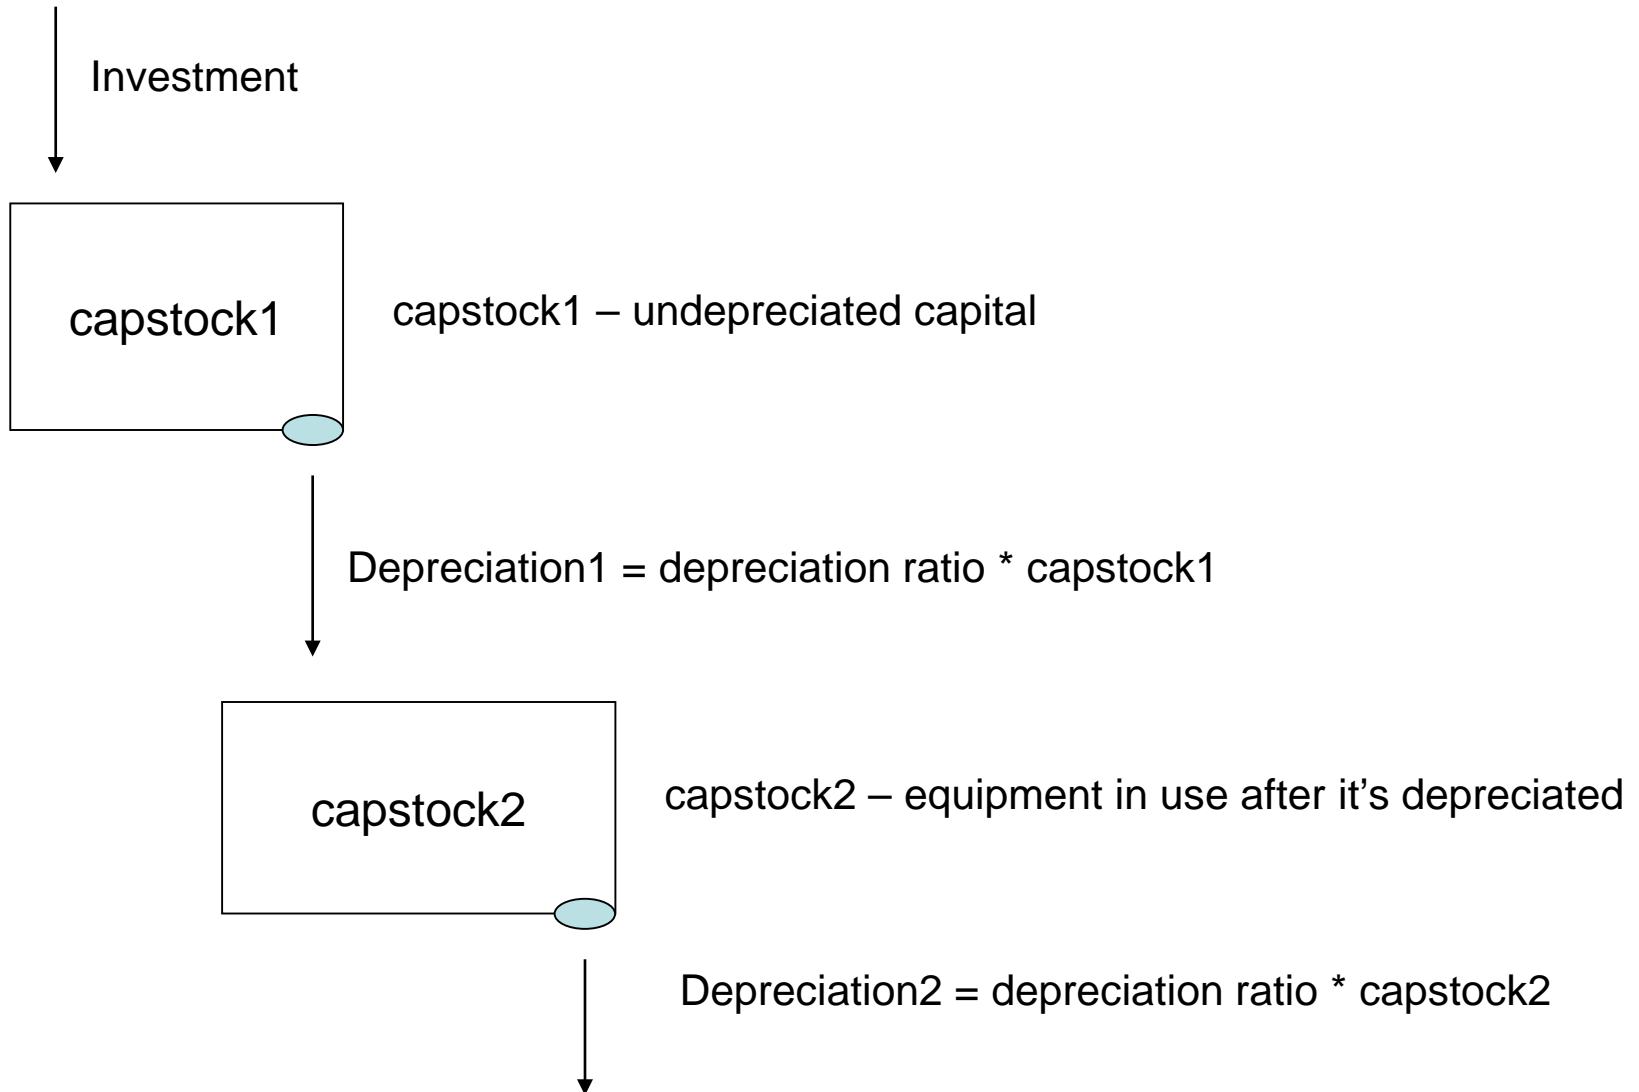 Investment
capstock1
capstock1 – undepreciated capital
Depreciation1 = depreciation ratio * capstock1
capstock2
capstock2 – equipment in use after it’s depreciated
Depreciation2 = depreciation ratio * capstock2